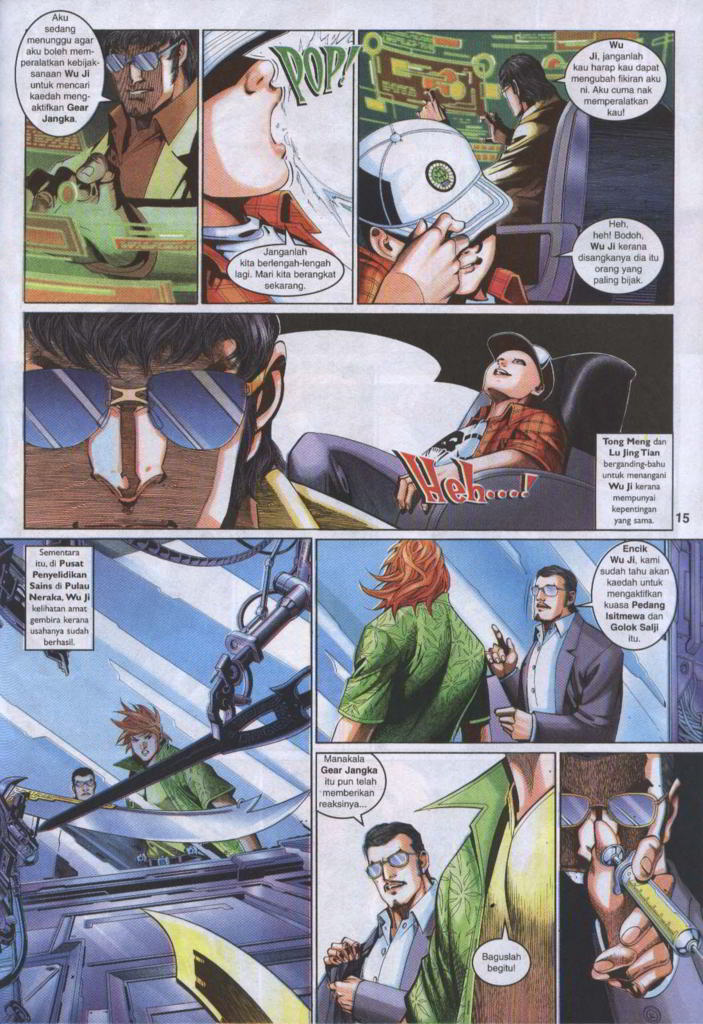 Aku
sedang
menunggu agar
aku boleh mem-
peralatkan kebijak-
sanaan Wu Ji
untuk mencari
kaedah meng-
aktifkan Gear
Jangka.
POP!
Janganlah
kita berlengah-lengah
lagi. Mari kita berangkat
sekarang.
Wu
Ji, janganlah
kau harap kau dapat
mengubah fikiran aku
ni. Aku cuma nak
memperalatkan
kau!
Heh,
heh! Bodoh,
Wu Ji kerana
disangkanya dia itu
orang yang
paling bijak.
Heh....!
Tong Meng dan
Lu Jing Tian
berganding-bahu
untuk menangani
Wu Ji kerana
mempunyai
kepentingan
yang sama.
15
Sementara
itu, di Pusat
Penyelidikan
Sains di Pulau
Neraka, Wu Ji
kelihatan amat
gembira kerana
usahanya sudah
berhasil.
Encik
Wu Ji, kami
sudah tahu akan
kaedah untuk
mengaktifkan
kuasa Pedang
Isitmewa dan
Golok Salji
itu.
Manakala
Gear Jangka
itu pun telah
memberikan
reaksinya...
Baguslah
begitu!